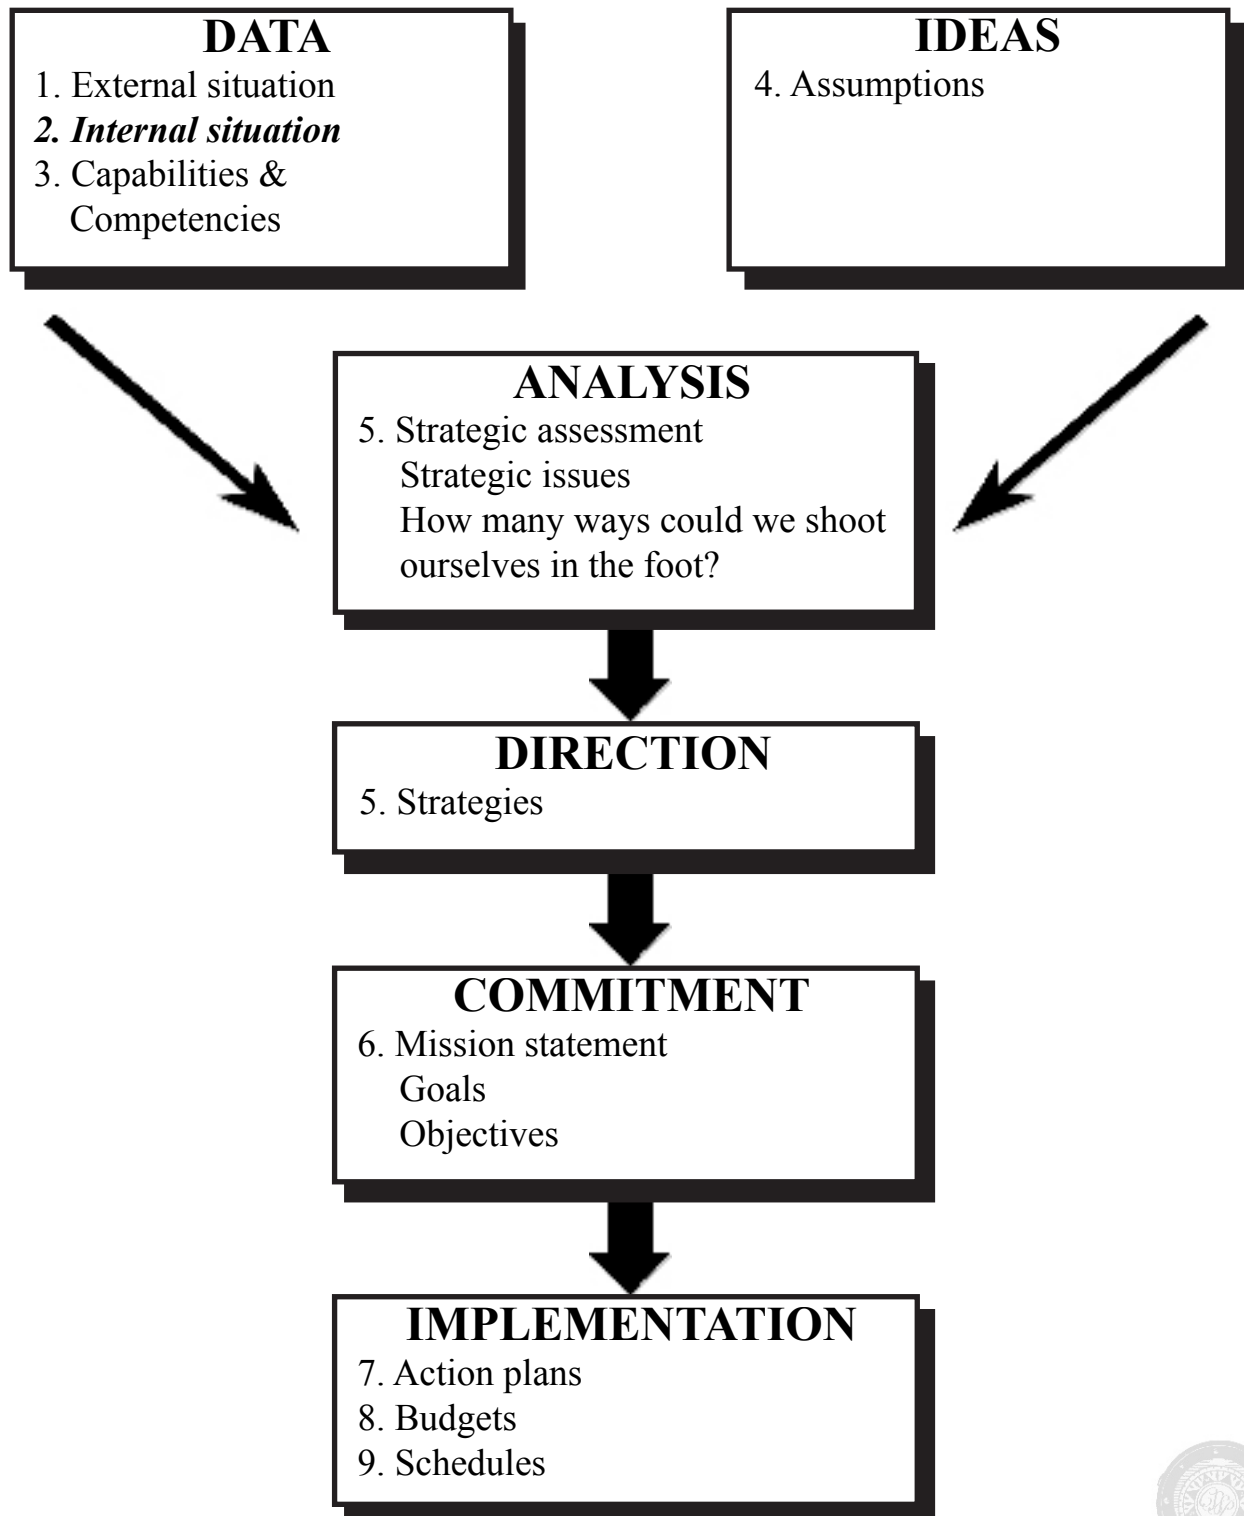 DATA
1. External situation
2. Internal situation
3. Capabilities &
Competencies
IDEAS
4. Assumptions
ANALYSIS
5. Strategic assessment
Strategic issues
How many ways could we shoot
ourselves in the foot?
DIRECTION
5. Strategies
COMMITMENT
6. Mission statement
Goals
Objectives
IMPLEMENTATION
7. Action plans
8. Budgets
9. Schedules